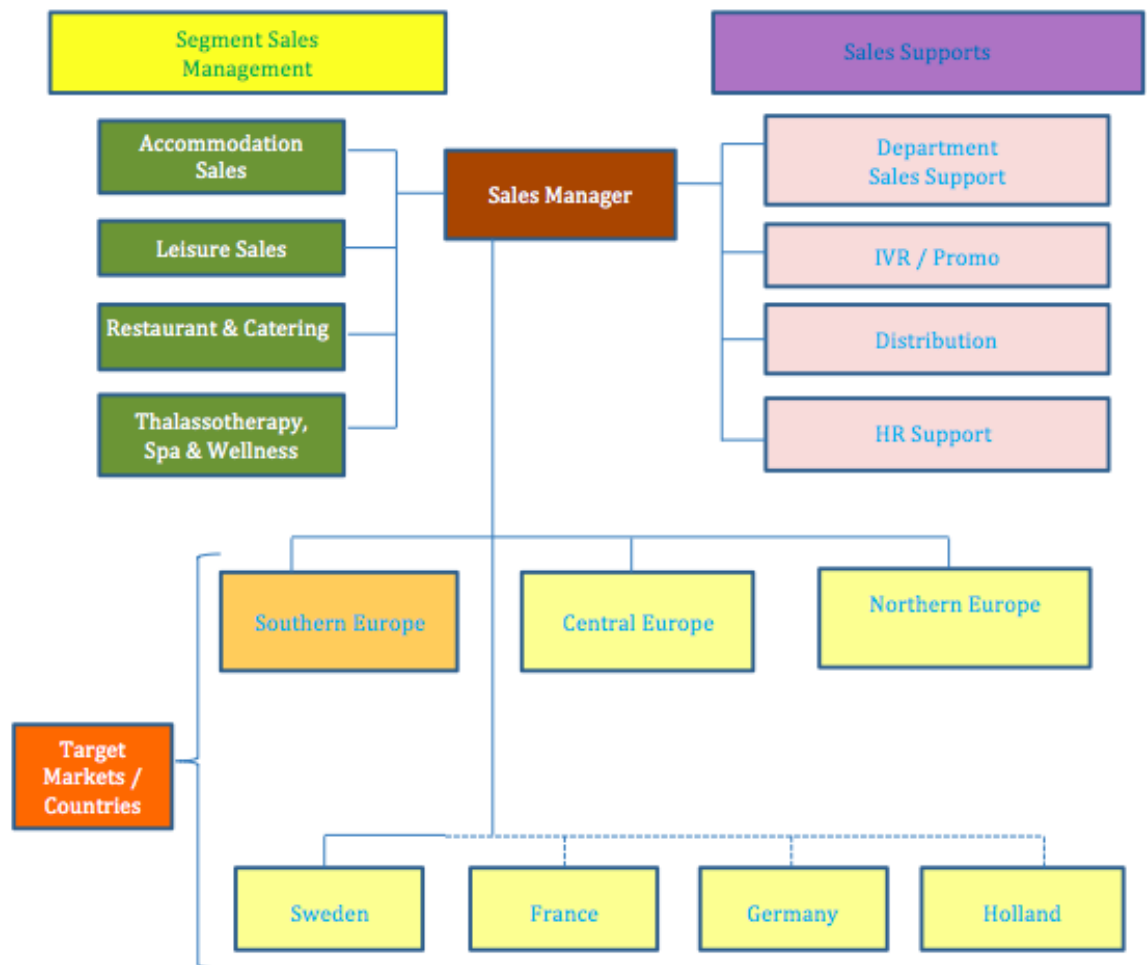 Segment Sales
Management
Sales Supports
Accommodation
Sales
Leisure Sales
Restaurant & Catering
Thalassotherapy,
Spa & Wellness
Sales Manager
Department
Sales Support
IVR / Promo
Distribution
HR Support
Southern Europe
Central Europe
Northern Europe
Target
Markets /
Countries
Sweden
France
Germany
Holland